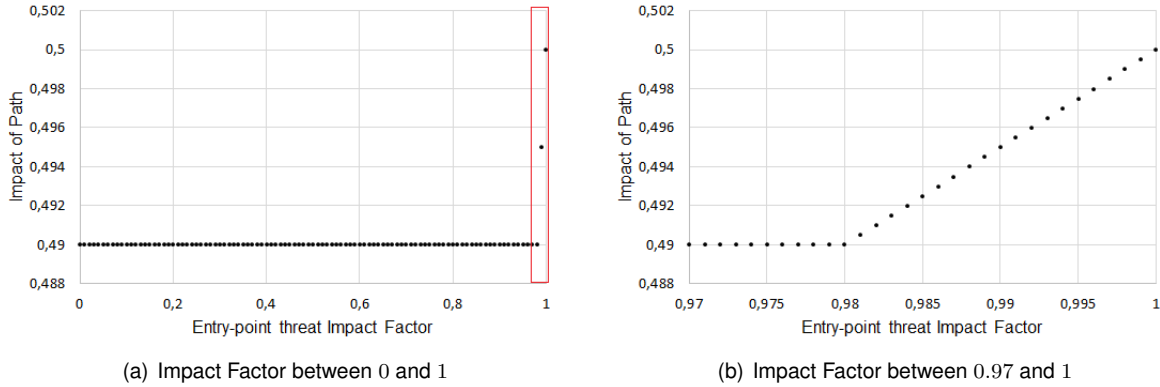 0,502
0,5
0,498
0,496
0,494
0,492
0,49
0,488
Impact of Path
0 0,2 0,4 0,6 0,8 1
Entry-point threat Impact Factor
(a) Impact Factor between 0 and 1
0,502
0,5
0,498
0,496
0,494
0,492
0,49
0,488
Impact of Path
0,97 0,975 0,98 0,985 0,99 0,995 1
Entry-point threat Impact Factor
(b) Impact Factor between 0.97 and 1